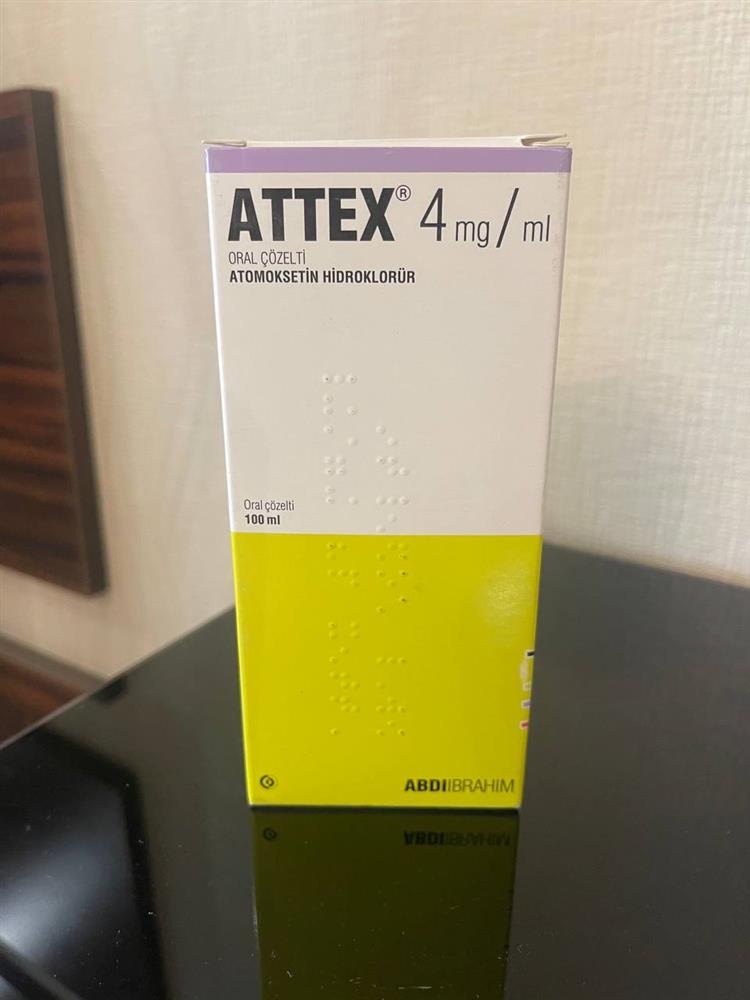 ATTEX® 4 mg/ml
ORAL ÇÖZELTİ
ATOMOKSETİN HİDROKLORÜR
Oral çözelti
100 ml
ABDIIBRAHIM